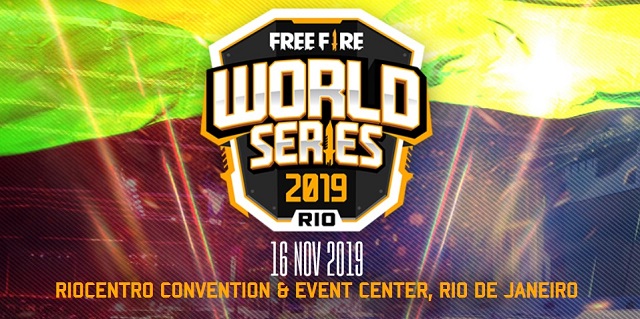 FREE FIRE
WORLD
SERIES
2019
RIO
16 NOV 2019
RIOCENTRO CONVENTION & EVENT CENTER, RIO DE JANEIRO